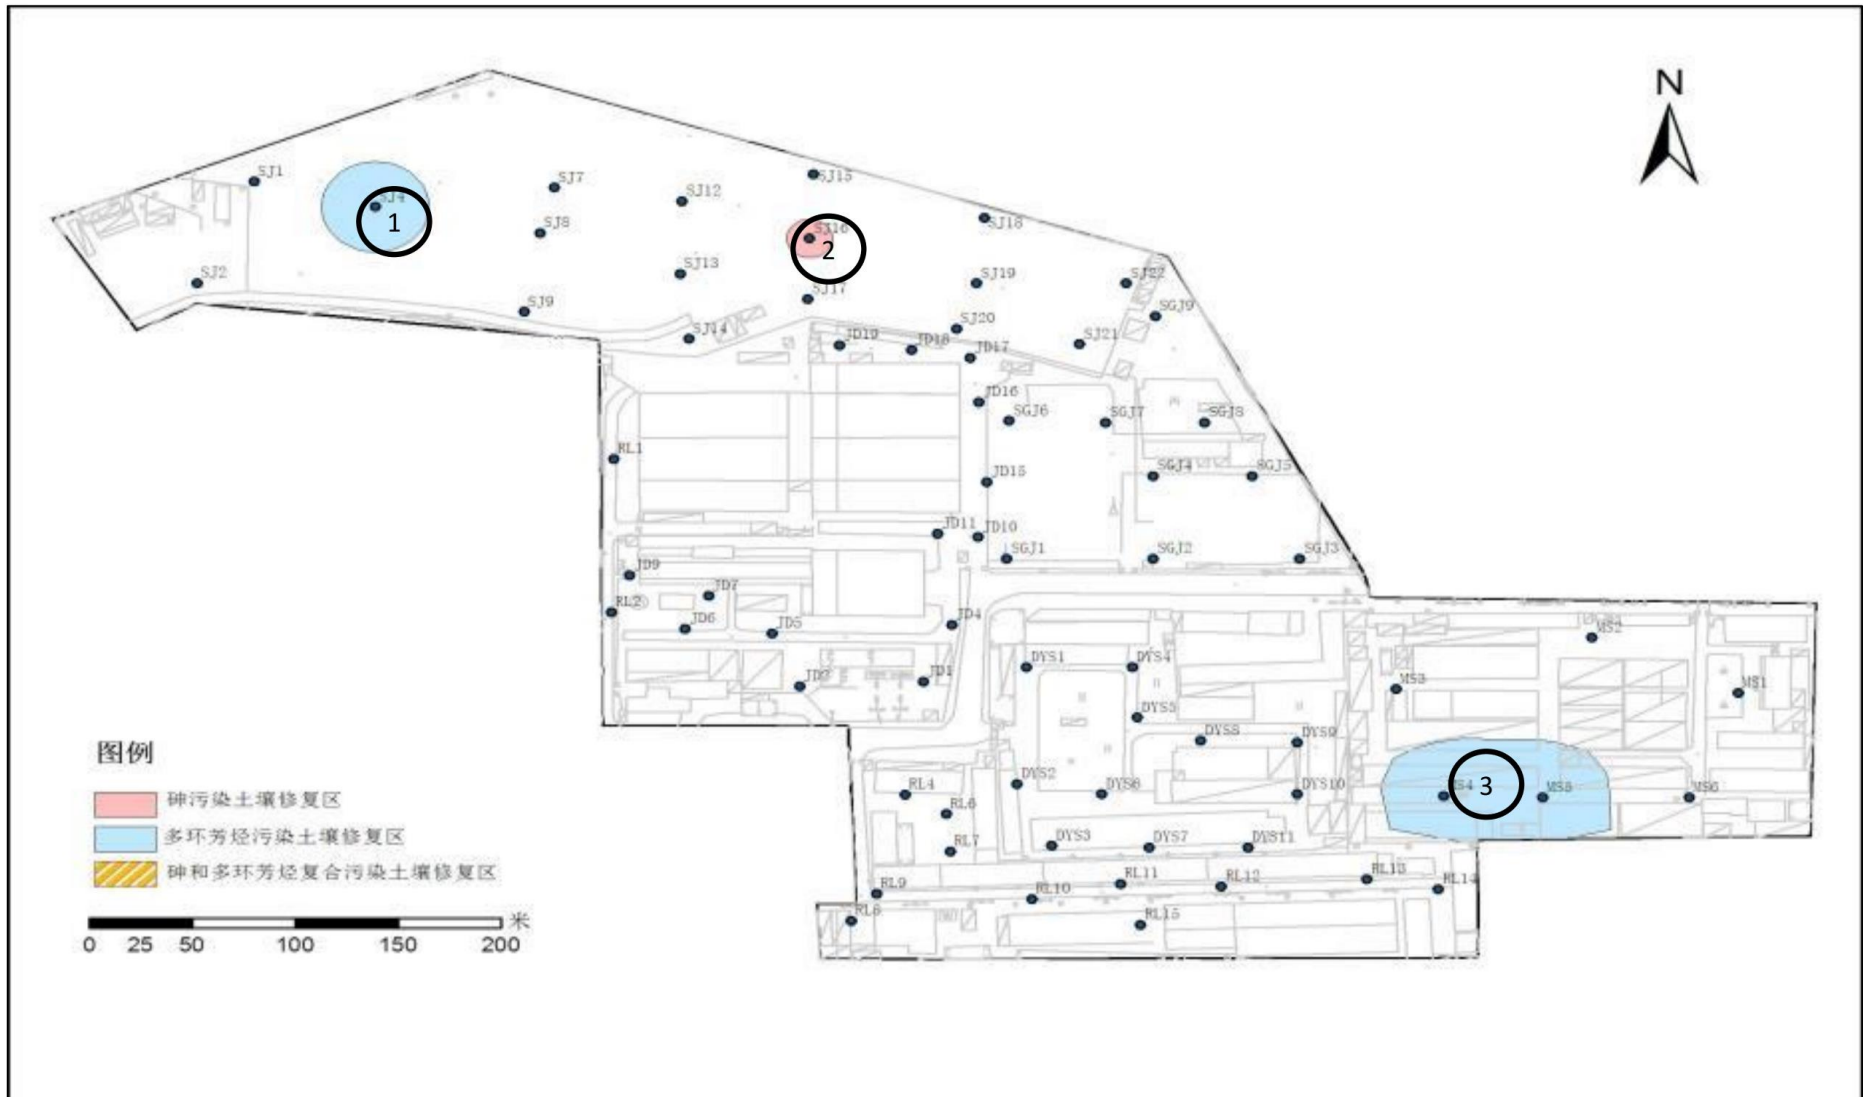 N
SJ1
SJ4
1
SJ7
SJ12
SJ15
SJ8
SJ16
2
SJ18
SJ2
SJ13
SJ19
SJ22
SJ9
SJ17
SGJ9
SJ14
SJ20
SJ21
JD19
JD18
JD17
JD16
SGJ6
SGJ7
SGJ8
RL1
JD15
SGJ4
SGJ5
JD11
JD10
SGJ1
SGJ2
SGJ3
JD9
JD7
RL2
JD6
JD5
JD4
MS2
DYS1
DYS4
JD1
MS3
MS1
DYS5
DYS8
DYS9
图例
DYS2
DYS6
DYS10
3
MS5
MS6
RL4
砷污染土壤修复区
RL6
多环芳烃污染土壤修复区
RL7
DYS3
DYS7
DYS11
砷和多环芳烃复合污染土壤修复区
RL9
RL10
RL11
RL12
RL13
RL14
RL8
RL15
米
0 25 50 100 150 200